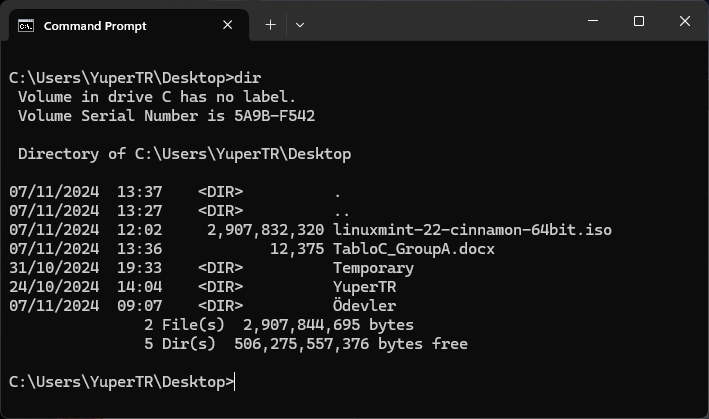 Command Prompt
C:\Users\YuperTR\Desktop>dir
 Volume in drive C has no label.
 Volume Serial Number is 5A9B-F542
 Directory of C:\Users\YuperTR\Desktop
07/11/2024  13:37    <DIR>          .
07/11/2024  13:27    <DIR>          ..
07/11/2024  12:02     2,907,832,320 linuxmint-22-cinnamon-64bit.iso
07/11/2024  13:36            12,375 TabloC_GroupA.docx
31/10/2024  19:33    <DIR>          Temporary
24/10/2024  14:04    <DIR>          YuperTR
07/11/2024  09:07    <DIR>          Ödevler
               2 File(s)  2,907,844,695 bytes
               5 Dir(s)  506,275,557,376 bytes free
C:\Users\YuperTR\Desktop>